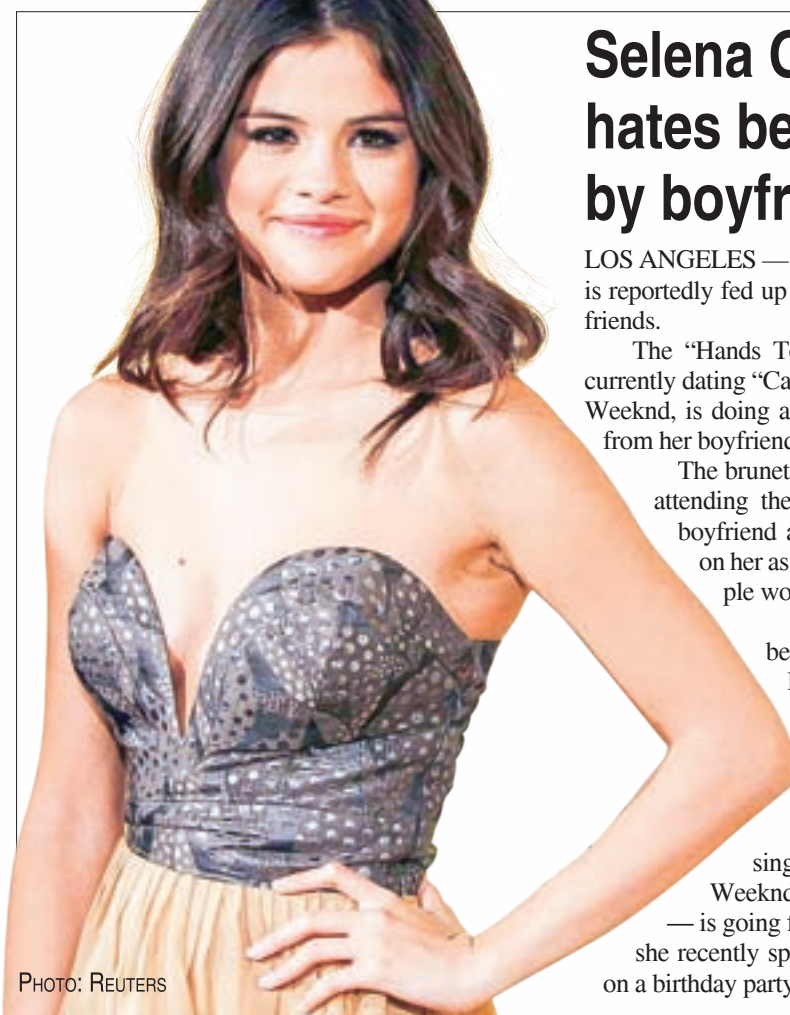 Selena
hates be
by boyfr
LOS ANGELES —
is reportedly fed up
friends.
The “Hands T
currently dating “Ca
Weeknd, is doing a
from her boyfriend
The brunet
attending the
boyfriend a
on her as
ple wo
be
sing
Weeknd
— is going f
she recently sp
on a birthday party
PHOTO: REUTERS